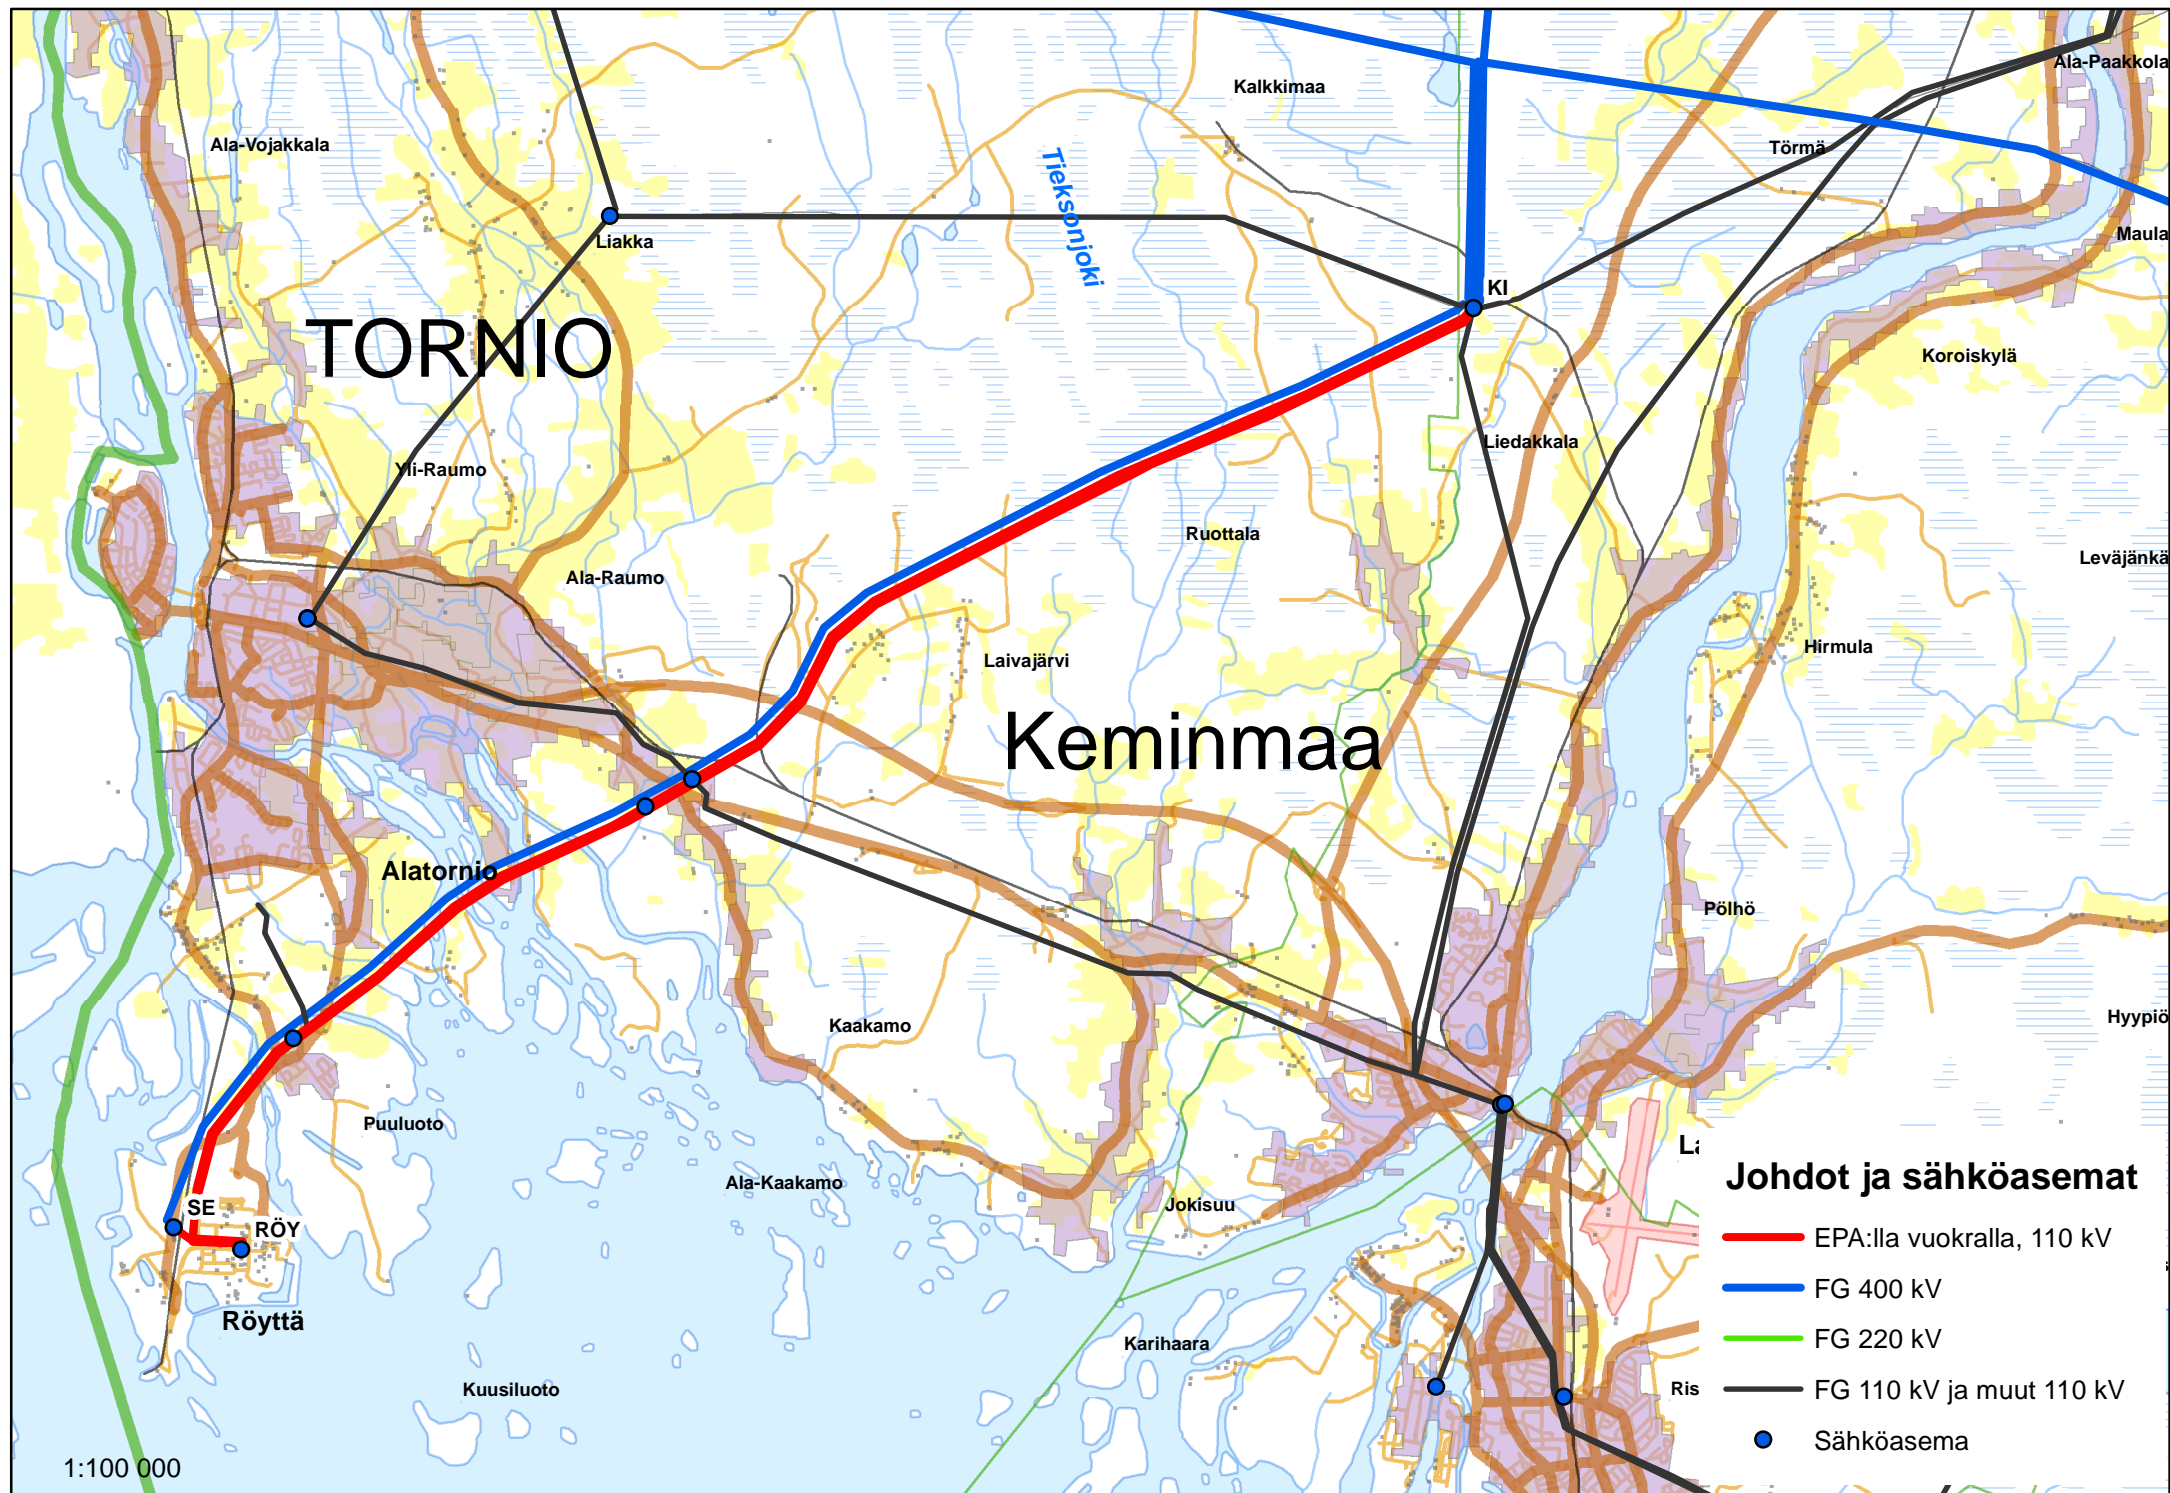 Ala-Paakkola
Kalkkimaa
Ala-Vojakkala
Törmä
Tieksonjoki
Maula
Liakka
KI
TORNIO
Koroiskylä
Liedakkala
Yli-Raumo
Ruottala
Leväjänkä
Ala-Raumo
Hirmula
Laivajärvi
Keminmaa
Alatornio
Pölhö
Hyypiö
Kaakamo
Puuluoto
La
Johdot ja sähköasemat
Ala-Kaakamo
SE
Jokisuu
RÖY
EPA:lla vuokralla, 110 kV
FG 400 kV
Röyttä
FG 220 kV
Karihaara
Kuusiluoto
Ris
FG 110 kV ja muut 110 kV
Sähköasema
1:100 000